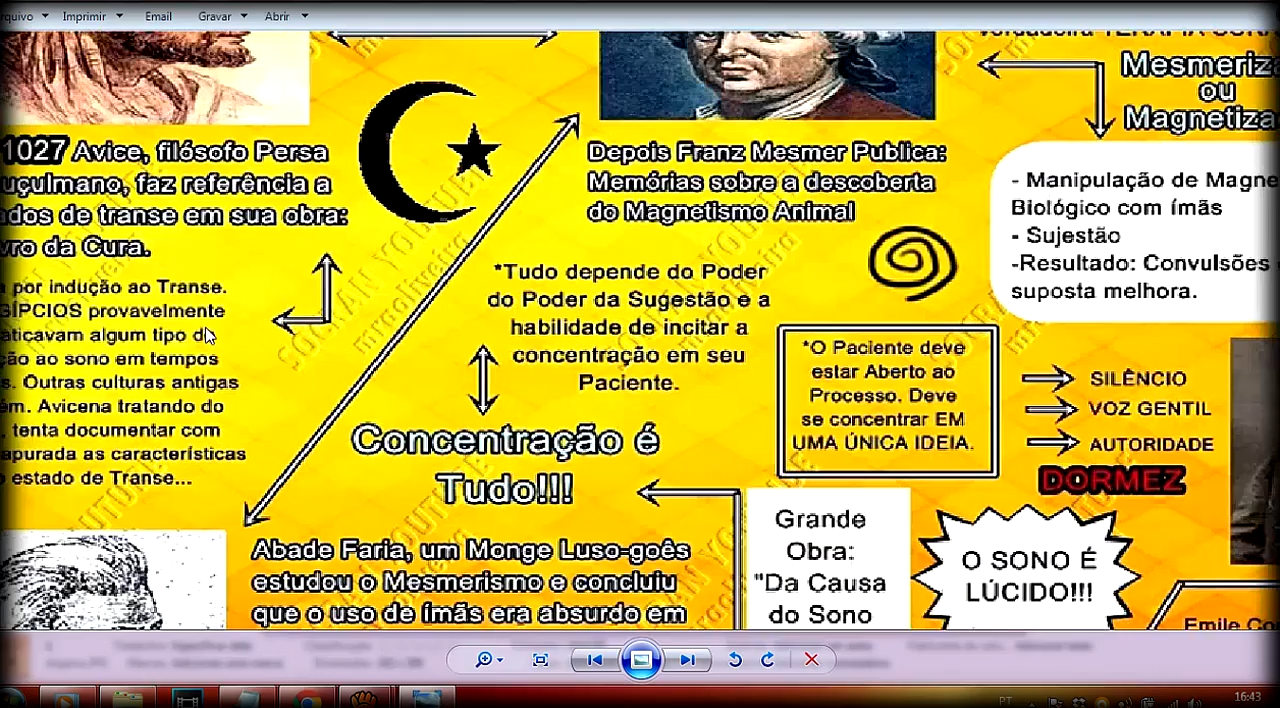 Imprimir
Email
Gravar
Abrir
Mesmeriz
ou
Magnetiza
1027 Avice, filósofo Persa
uçulmano, faz referência a
ados de transe em sua obra:
vro da Cura.
Depois Franz Mesmer Publica:
Memórias sobre a descoberta
do Magnetismo Animal
- Manipulação de Magne
Biológico com ímãs
- Sujestão
-Resultado: Convulsões
suposta melhora.
por indução ao Transe.
GÍPCIOS provavelmente
aticavam algum tipo d
ção ao sono em tempos
s. Outras culturas antigas
ém. Avicena tratando do
, tenta documentar com
apurada as características
o estado de Transe...
*Tudo depende do Poder
do Poder da Sugestão e a
habilidade de incitar a
concentração em seu
Paciente.
*O Paciente deve
estar Aberto ao
Processo. Deve
se concentrar EM
UMA ÚNICA IDEIA.
SILÊNCIO
VOZ GENTIL
AUTORIDADE
DORMEZ
Concentração é
Tudo!!!
Grande
Obra:
"Da Causa
do Sono
O SONO É
LÚCIDO!!!
Abade Faria, um Monge Luso-goês
estudou o Mesmerismo e concluiu
que o uso de ímãs era absurdo em
Emile Co
PT
16:43